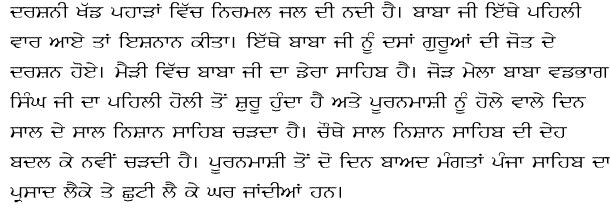 ਦਰਸ਼ਨੀ ਖੱਡ ਪਹਾੜਾਂ ਵਿੱਚ ਨਿਰਮਲ ਜਲ ਦੀ ਨਦੀ ਹੈ। ਬਾਬਾ ਜੀ ਇੱਥੇ ਪਹਿਲੀ
ਵਾਰ ਆਏ ਤਾਂ ਇਸ਼ਨਾਨ ਕੀਤਾ। ਇੱਥੇ ਬਾਬਾ ਜੀ ਨੂੰ ਦਸਾਂ ਗੁਰੂਆਂ ਦੀ ਜੋਤ ਦੇ
ਦਰਸ਼ਨ ਹੋਏ। ਮੈੜੀ ਵਿੱਚ ਬਾਬਾ ਜੀ ਦਾ ਡੇਰਾ ਸਾਹਿਬ ਹੈ। ਜੋੜ ਮੇਲਾ ਬਾਬਾ ਵਡਭਾਗ
ਸਿੰਘ ਜੀ ਦਾ ਪਹਿਲੀ ਹੋਲੀ ਤੋਂ ਸ਼ੁਰੂ ਹੁੰਦਾ ਹੈ ਅਤੇ ਪੂਰਨਮਾਸ਼ੀ ਨੂੰ ਹੋਲੇ ਵਾਲੇ ਦਿਨ
ਸਾਲ ਦੇ ਸਾਲ ਨਿਸ਼ਾਨ ਸਾਹਿਬ ਚੜਦਾ ਹੈ। ਚੌਥੇ ਸਾਲ ਨਿਸ਼ਾਨ ਸਾਹਿਬ ਦੀ ਦੇਹ
ਬਦਲ ਕੇ ਨਵੀਂ ਚੜਦੀ ਹੈ। ਪੂਰਨਮਾਸ਼ੀ ਤੋਂ ਦੋ ਦਿਨ ਬਾਅਦ ਮੰਗਤਾਂ ਪੰਜਾ ਸਾਹਿਬ ਦਾ
ਪ੍ਰਸਾਦ ਲੈਕੇ ਤੇ ਛੁਟੀ ਲੈ ਕੇ ਘਰ ਜਾਂਦੀਆਂ ਹਨ।